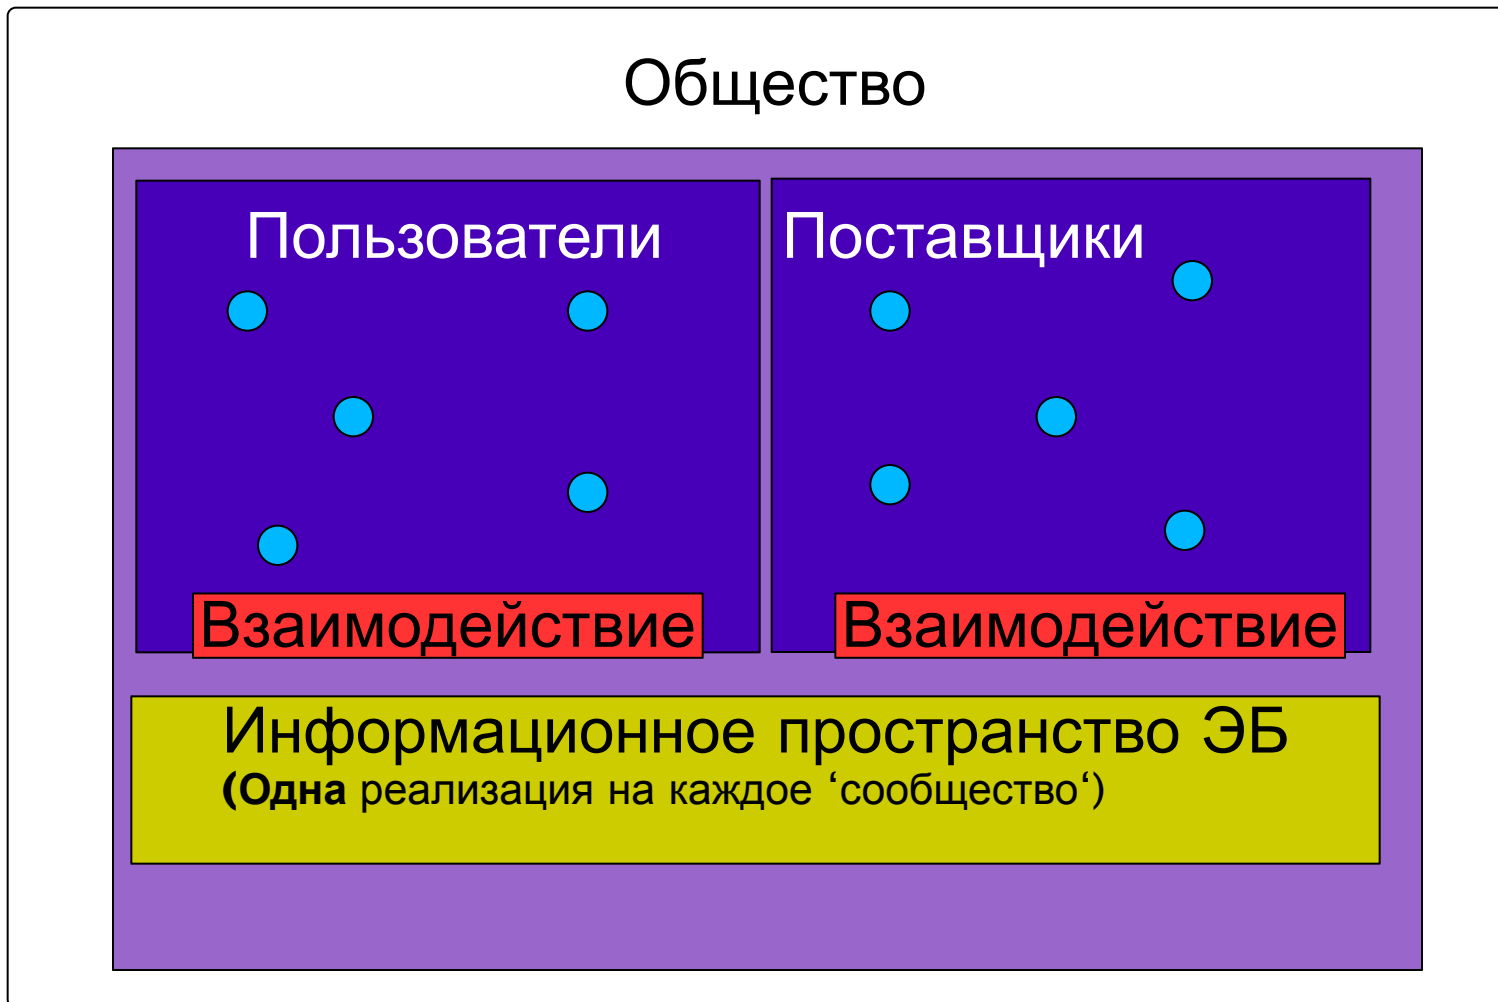 Общество
Пользователи
Поставщики
Взаимодействие
Взаимодействие
Информационное пространство ЭБ
(Одна реализация на каждое ‘сообщество‘)